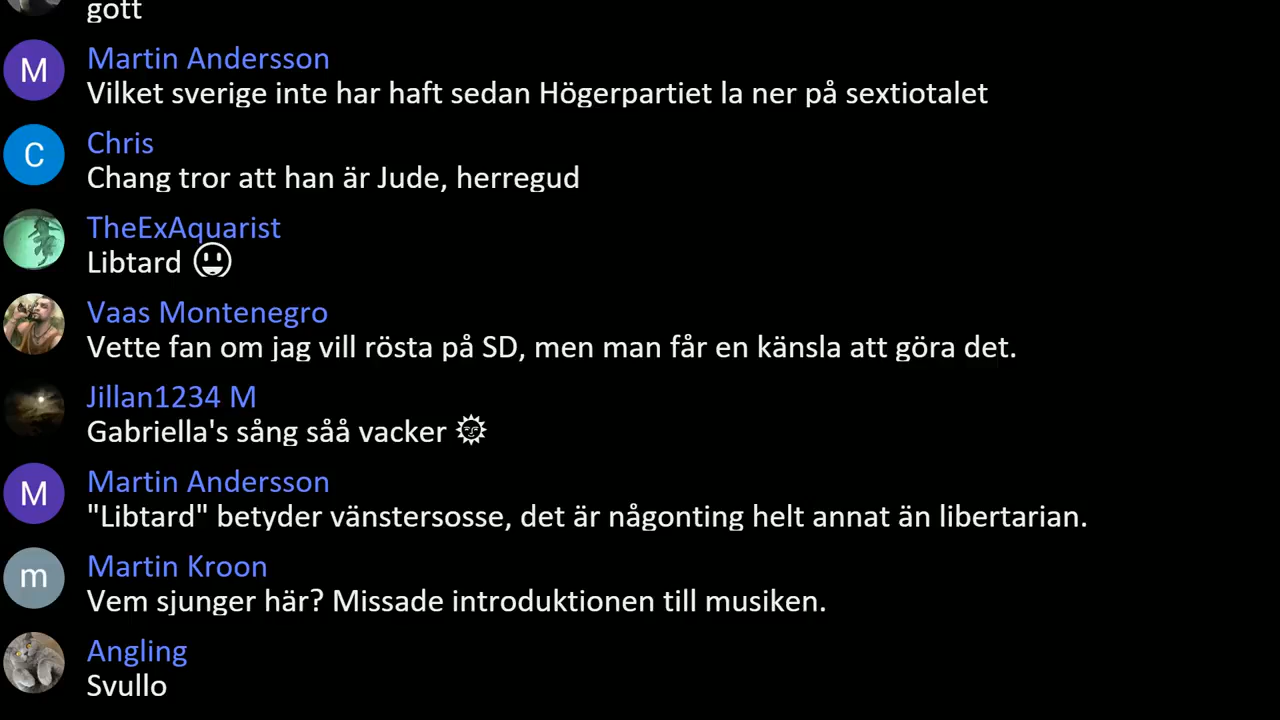 gott
M
Martin Andersson
Vilket sverige inte har haft sedan Högerpartiet la ner på sextiotalet
C
Chris
Chang tror att han är Jude, herregud
TheExAquarist
Libtard 😃
Vaas Montenegro
Vette fan om jag vill rösta på SD, men man får en känsla att göra det.
Jillan1234 M
Gabriella's sång såå vacker 🌞
M
Martin Andersson
"Libtard" betyder vänstersosse, det är någonting helt annat än libertarian.
m
Martin Kroon
Vem sjunger här? Missade introduktionen till musiken.
Angling
Svullo